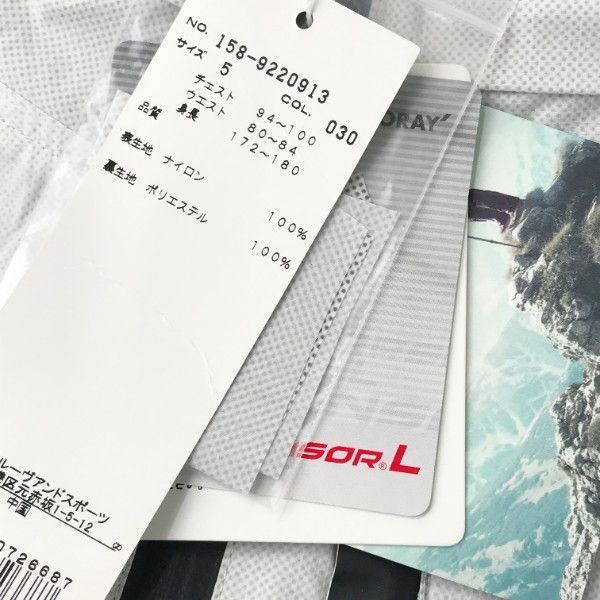 NO. 158-9220913
サイズ 5 COL. 030
チェスト 94～100
ウエスト 80～84
品質 身長 172～180
表生地 ナイロン 100%
裏生地 ポリエステル 100%
ルーヴァンドスポーツ
区元赤坂1-5-12
中国
0726687
ORAY
SOR®L